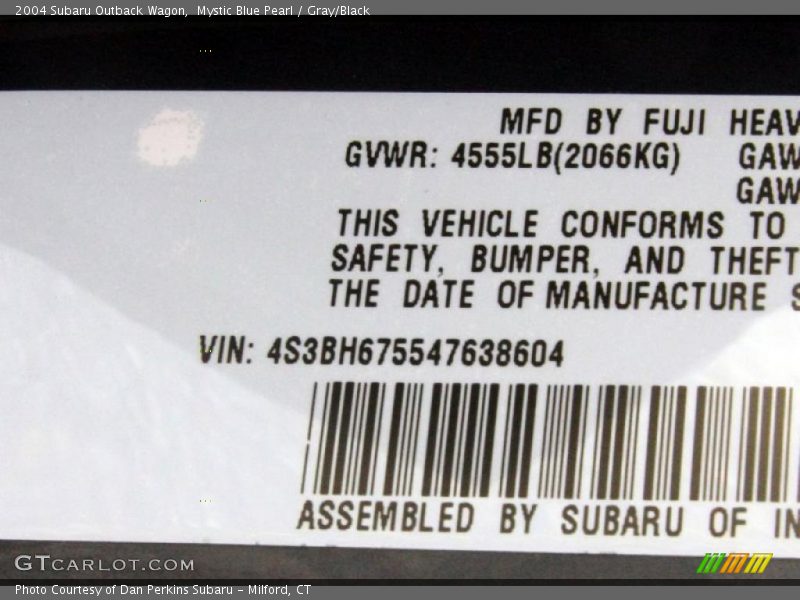 2004 Subaru Outback Wagon, Mystic Blue Pearl / Gray/Black
MFD BY FUJI HEAV
GVWR: 4555LB(2066KG) GAW
GAW
THIS VEHICLE CONFORMS TO
SAFETY, BUMPER, AND THEFT
THE DATE OF MANUFACTURE S
VIN: 4S3BH675547638604
ASSEMBLED BY SUBARU OF IN
GTCARLOT.COM
Photo Courtesy of Dan Perkins Subaru - Milford, CT